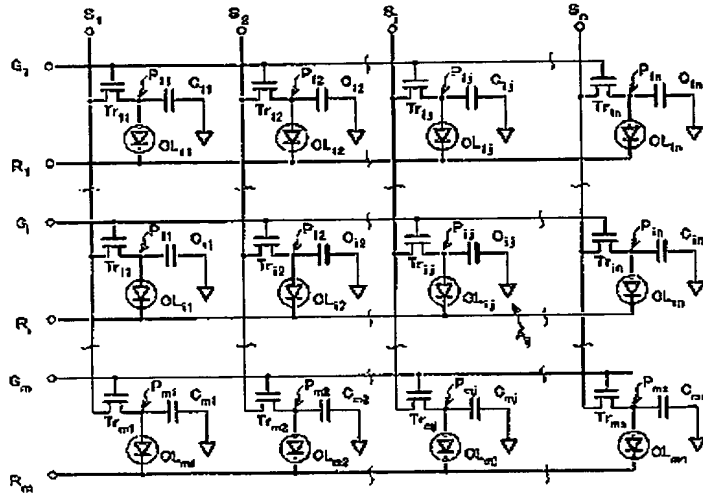 S1 S2 Sj Sn
G1
P11 C11 P12 C12 P1j C1j P1n C1n
Tr11 Tr12 Tr1j Tr1n
OL11 OL12 OL1j OL1n
R1
Gi
Pi1 Ci1 Pi2 Ci2 Pij Cij Pin Cin
Tri1 Tri2 Trij Trin
OLi1 OLi2 OLij OLin
Ri
Aij
Gm
Pm1 Cm1 Pm2 Cm2 Pmj Cmj Pmn Cmn
Trm1 Trm2 Trmj Trmn
OLm1 OLm2 OLmj OLmn
Rm